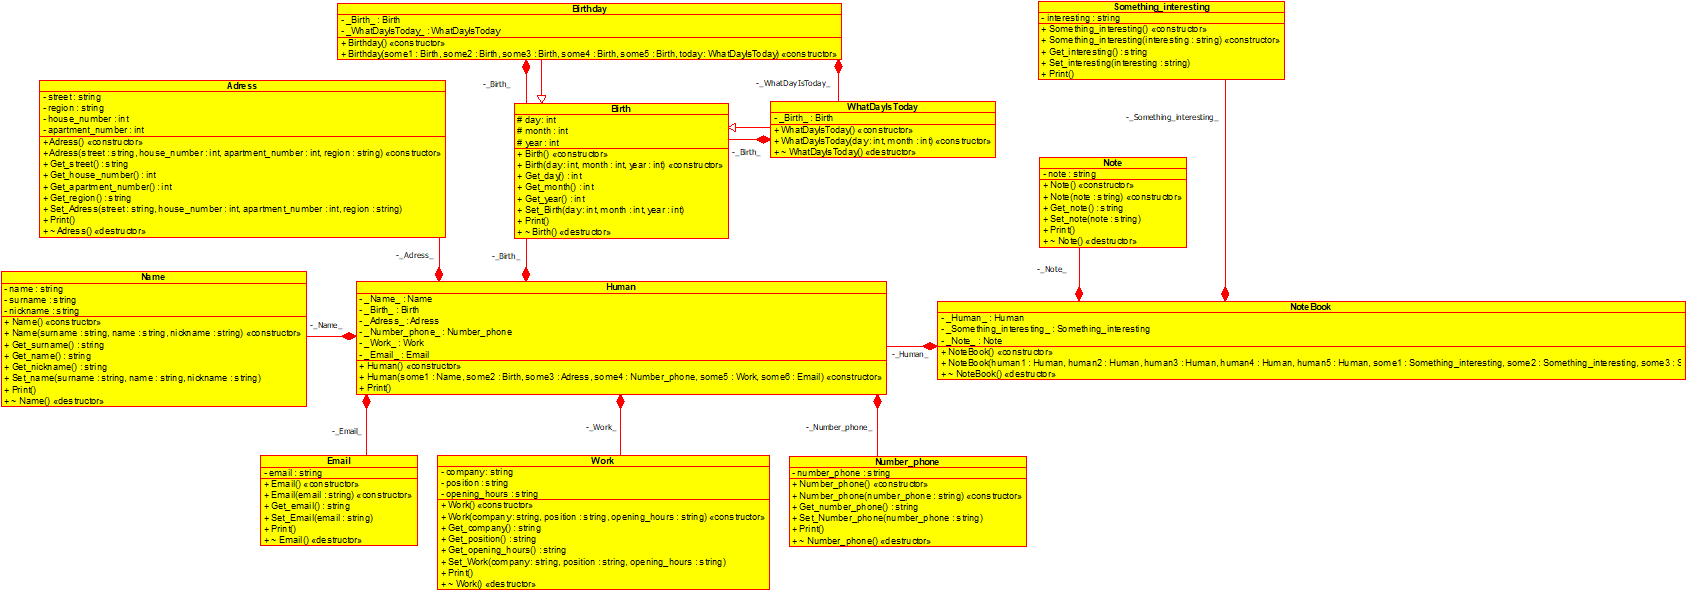 Birthday
- _Birth_ : Birth
- _WhatDayIsToday_ : WhatDayIsToday
+ Birthday() «constructor»
+ Birthday(some1 : Birth, some2 : Birth, some3 : Birth, some4 : Birth, some5 : Birth, today: WhatDayIsToday) «constructor»
Something_interesting
- interesting : string
+ Something_interesting() «constructor»
+ Something_interesting(interesting : string) «constructor»
+ Get_interesting() : string
+ Set_interesting(interesting : string)
+ Print()
-_Birth_
-_WhatDayIsToday_
-_Something_interesting_
Adress
- street : string
- region : string
- house_number : int
- apartment_number : int
+ Adress() «constructor»
+ Adress(street : string, house_number : int, apartment_number : int, region : string) «constructor»
+ Get_street() : string
+ Get_house_number() : int
+ Get_apartment_number() : int
+ Get_region() : string
+ Set_Adress(street : string, house_number : int, apartment_number : int, region : string)
+ Print()
+ ~ Adress() «destructor»
Birth
# day: int
# month : int
# year : int
+ Birth() «constructor»
+ Birth(day: int, month : int, year : int) «constructor»
+ Get_day() : int
+ Get_month() : int
+ Get_year() : int
+ Set_Birth(day: int, month : int, year : int)
+ Print()
+ ~ Birth() «destructor»
WhatDayIsToday
- _Birth_ : Birth
+ WhatDayIsToday() «constructor»
+ WhatDayIsToday(day: int, month : int) «constructor»
+ ~ WhatDayIsToday() «destructor»
-_Birth_
Note
- note : string
+ Note() «constructor»
+ Note(note : string) «constructor»
+ Get_note() : string
+ Set_note(note : string)
+ Print()
+ ~ Note() «destructor»
-_Adress_
-_Birth_
-_Note_
Name
- name : string
- surname : string
- nickname : string
+ Name() «constructor»
+ Name(surname : string, name : string, nickname : string) «constructor»
+ Get_surname() : string
+ Get_name() : string
+ Get_nickname() : string
+ Set_name(surname : string, name : string, nickname : string)
+ Print()
+ ~ Name() «destructor»
-_Name_
Human
- _Name_ : Name
- _Birth_ : Birth
- _Adress_ : Adress
- _Number_phone_ : Number_phone
- _Work_ : Work
- _Email_ : Email
+ Human() «constructor»
+ Human(some1 : Name, some2 : Birth, some3 : Adress, some4 : Number_phone, some5 : Work, some6 : Email) «constructor»
+ Print()
-_Human_
NoteBook
- _Human_ : Human
- _Something_interesting_ : Something_interesting
- _Note_ : Note
+ NoteBook() «constructor»
+ NoteBook(human1 : Human, human2 : Human, human3 : Human, human4 : Human, human5 : Human, some1 : Something_interesting, some2 : Something_interesting, some3 : S
+ ~ NoteBook() «destructor»
-_Email_
-_Work_
-_Number_phone_
Email
- email : string
+ Email() «constructor»
+ Email(email : string) «constructor»
+ Get_email() : string
+ Set_Email(email : string)
+ Print()
+ ~ Email() «destructor»
Work
- company: string
- position : string
- opening_hours : string
+ Work() «constructor»
+ Work(company: string, position : string, opening_hours : string) «constructor»
+ Get_company() : string
+ Get_position() : string
+ Get_opening_hours() : string
+ Set_Work(company: string, position : string, opening_hours : string)
+ Print()
+ ~ Work() «destructor»
Number_phone
- number_phone : string
+ Number_phone() «constructor»
+ Number_phone(number_phone : string) «constructor»
+ Get_number_phone() : string
+ Set_Number_phone(number_phone : string)
+ Print()
+ ~ Number_phone() «destructor»